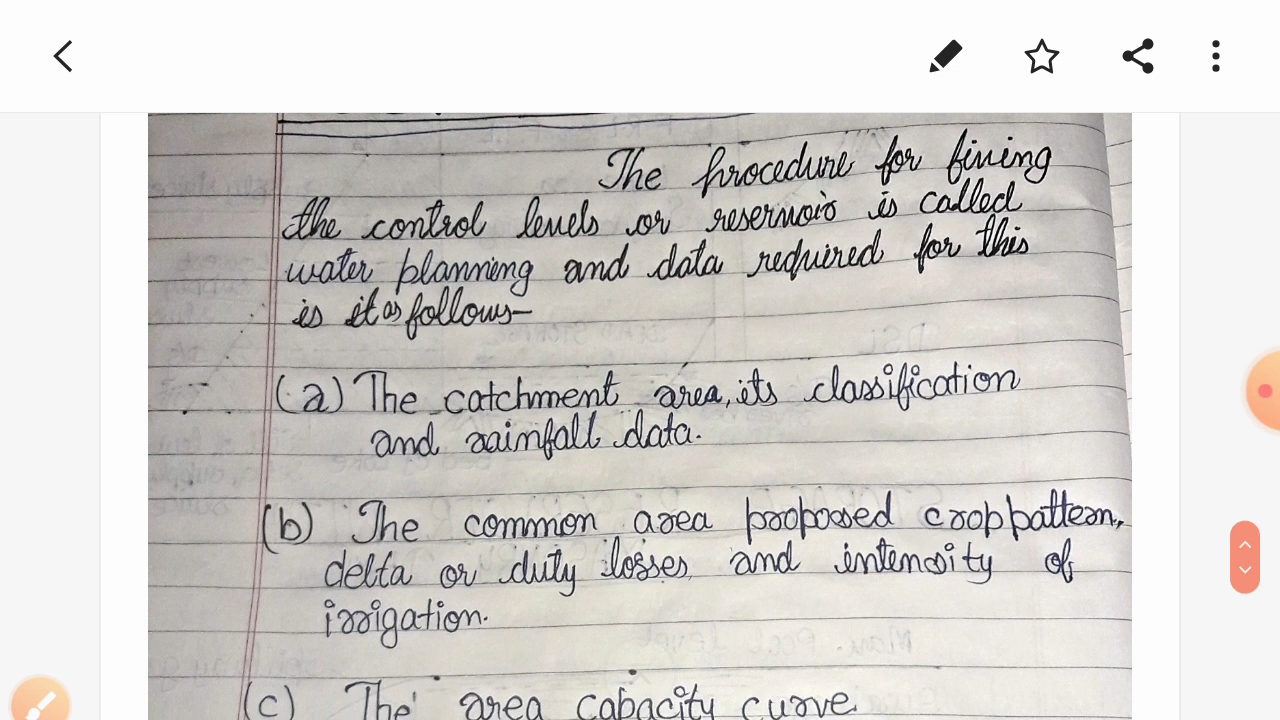 The procedure for fixing
the control levels or reservoir is called
water planning and data required for this
is it as follows-
(a) The catchment area, its classification
and rainfall data.
(b) The common area proposed crop pattern,
delta or duty losses and intensity of
irrigation.
(c) The area capacity curve.